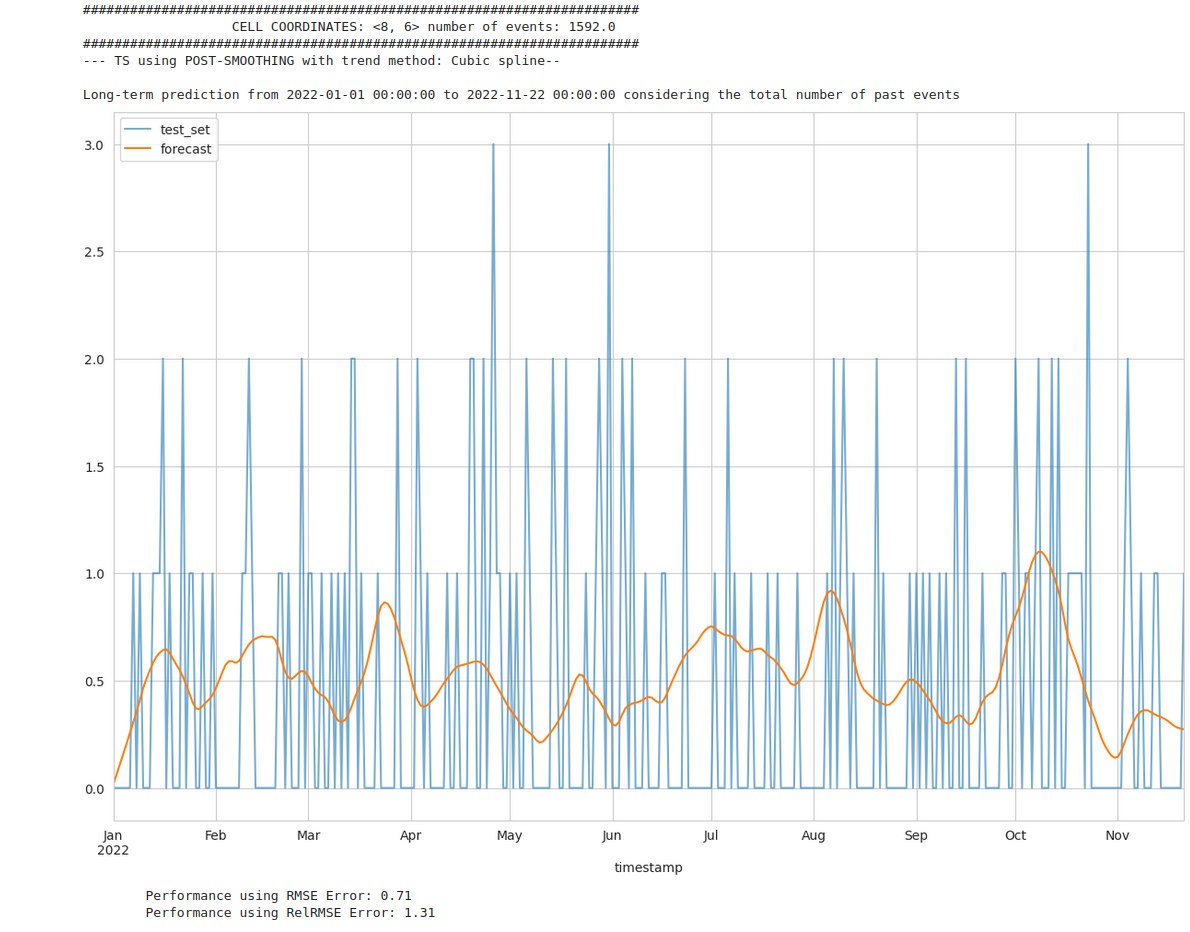 #######################################################################
CELL COORDINATES: <8, 6> number of events: 1592.0
#######################################################################
--- TS using POST-SMOOTHING with trend method: Cubic spline--
Long-term prediction from 2022-01-01 00:00:00 to 2022-11-22 00:00:00 considering the total number of past events
test_set
forecast
3.0
2.5
2.0
1.5
1.0
0.5
0.0
Jan Feb Mar Apr May Jun Jul Aug Sep Oct Nov
2022
timestamp
Performance using RMSE Error: 0.71
Performance using RelRMSE Error: 1.31